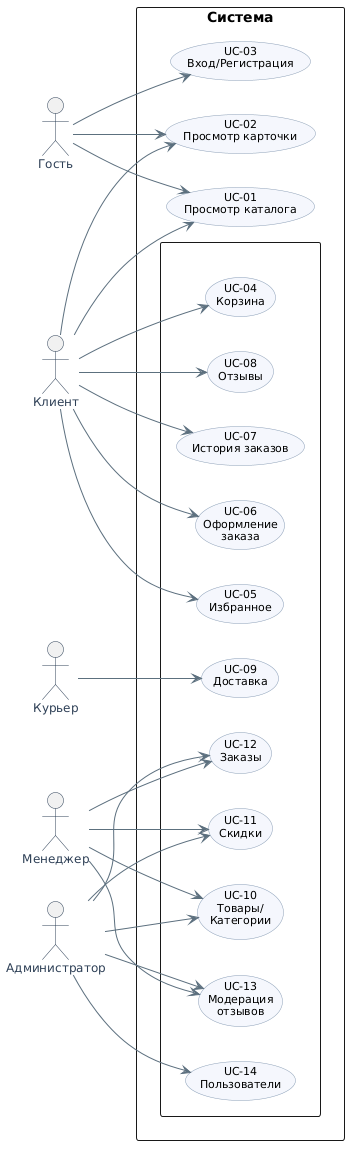 Система
UC-03
Вход/Регистрация
UC-02
Просмотр карточки
Гость
UC-01
Просмотр каталога
UC-04
Корзина
UC-08
Отзывы
Клиент
UC-07
История заказов
UC-06
Оформление
заказа
UC-05
Избранное
UC-09
Доставка
Курьер
UC-12
Заказы
UC-11
Скидки
Менеджер
UC-10
Товары/
Категории
Администратор
UC-13
Модерация
отзывов
UC-14
Пользователи